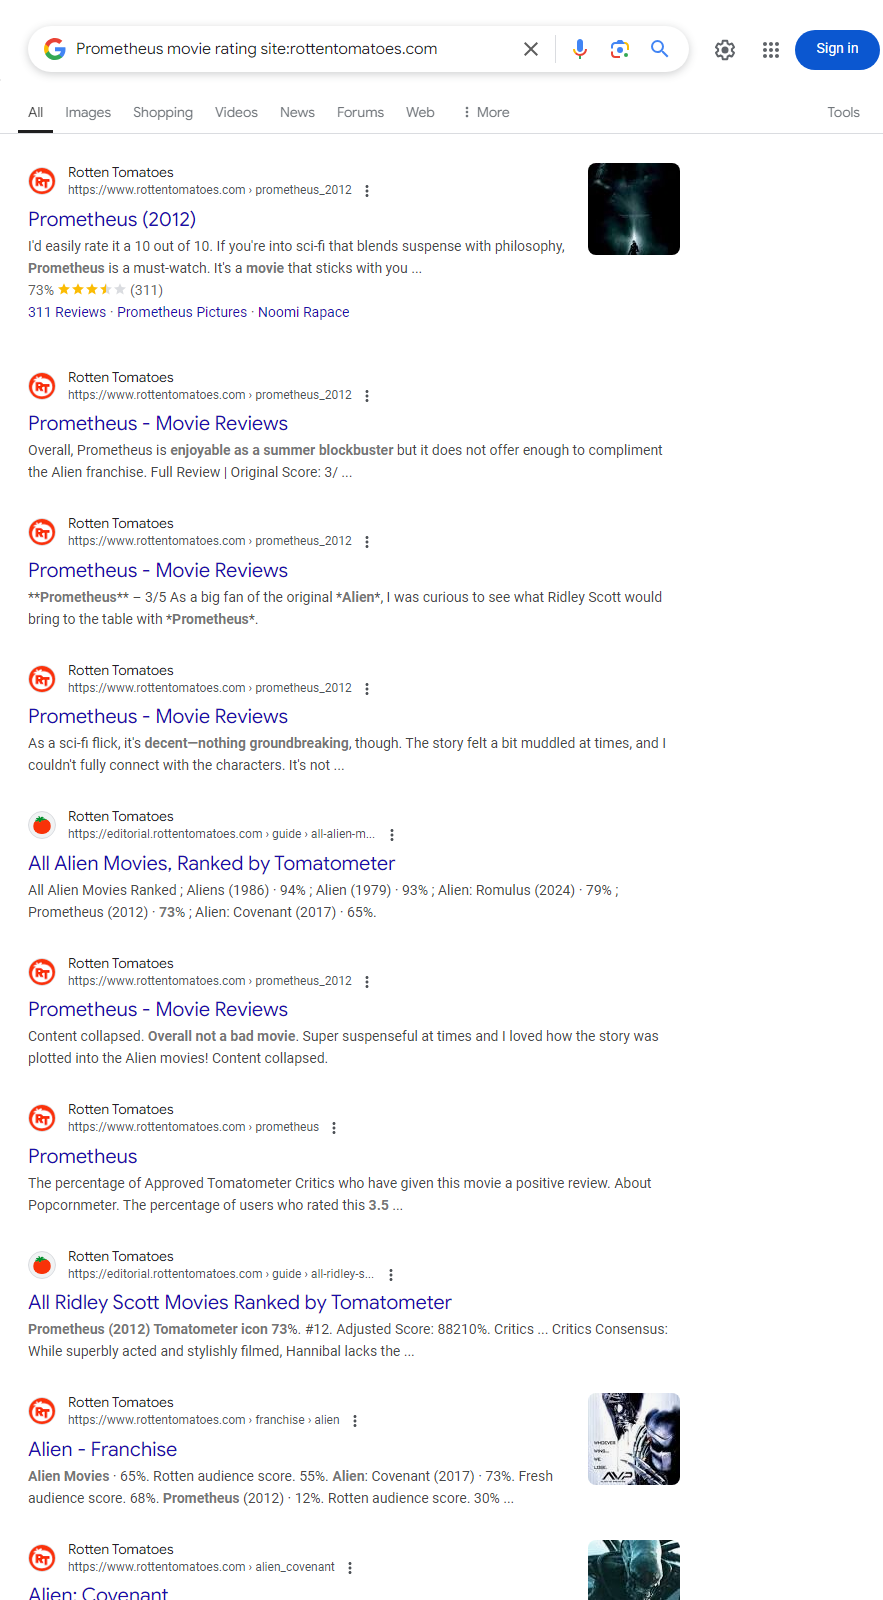 Prometheus movie rating site:rottentomatoes.com
Sign in
All Images Shopping Videos News Forums Web More Tools
Rotten Tomatoes
https://www.rottentomatoes.com › prometheus_2012
Prometheus (2012)
I'd easily rate it a 10 out of 10. If you're into sci-fi that blends suspense with philosophy,
Prometheus is a must-watch. It's a movie that sticks with you ...
73% (311)
311 Reviews · Prometheus Pictures · Noomi Rapace
Rotten Tomatoes
https://www.rottentomatoes.com › prometheus_2012
Prometheus - Movie Reviews
Overall, Prometheus is enjoyable as a summer blockbuster but it does not offer enough to compliment
the Alien franchise. Full Review | Original Score: 3/ ...
Rotten Tomatoes
https://www.rottentomatoes.com › prometheus_2012
Prometheus - Movie Reviews
**Prometheus** – 3/5 As a big fan of the original *Alien*, I was curious to see what Ridley Scott would
bring to the table with *Prometheus*.
Rotten Tomatoes
https://www.rottentomatoes.com › prometheus_2012
Prometheus - Movie Reviews
As a sci-fi flick, it's decent—nothing groundbreaking, though. The story felt a bit muddled at times, and I
couldn't fully connect with the characters. It's not ...
Rotten Tomatoes
https://editorial.rottentomatoes.com › guide › all-alien-m...
All Alien Movies, Ranked by Tomatometer
All Alien Movies Ranked ; Aliens (1986) · 94% ; Alien (1979) · 93% ; Alien: Romulus (2024) · 79% ;
Prometheus (2012) · 73% ; Alien: Covenant (2017) · 65%.
Rotten Tomatoes
https://www.rottentomatoes.com › prometheus_2012
Prometheus - Movie Reviews
Content collapsed. Overall not a bad movie. Super suspenseful at times and I loved how the story was
plotted into the Alien movies! Content collapsed.
Rotten Tomatoes
https://www.rottentomatoes.com › prometheus
Prometheus
The percentage of Approved Tomatometer Critics who have given this movie a positive review. About
Popcornmeter. The percentage of users who rated this 3.5 ...
Rotten Tomatoes
https://editorial.rottentomatoes.com › guide › all-ridley-s...
All Ridley Scott Movies Ranked by Tomatometer
Prometheus (2012) Tomatometer icon 73%. #12. Adjusted Score: 88210%. Critics ... Critics Consensus:
While superbly acted and stylishly filmed, Hannibal lacks the ...
Rotten Tomatoes
https://www.rottentomatoes.com › franchise › alien
Alien - Franchise
Alien Movies · 65%. Rotten audience score. 55%. Alien: Covenant (2017) · 73%. Fresh
audience score. 68%. Prometheus (2012) · 12%. Rotten audience score. 30% ...
WHOEVER
WINS...
WE
LOSE.
AVP
Rotten Tomatoes
https://www.rottentomatoes.com › alien_covenant
Alien: Covenant